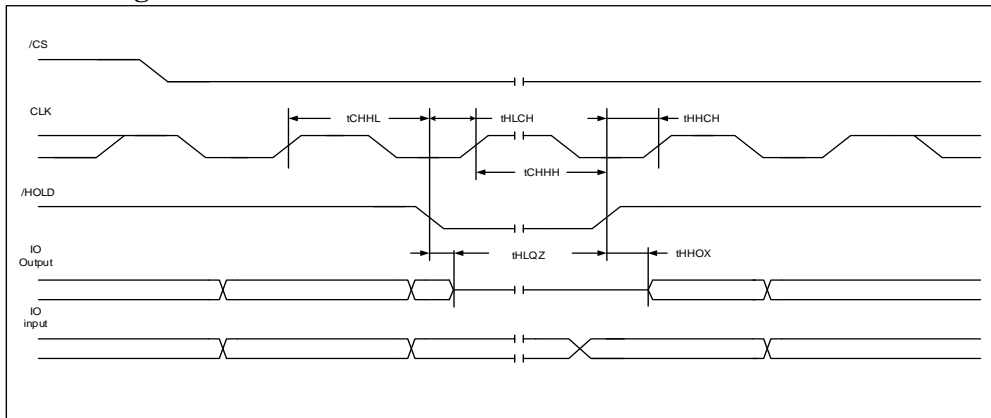 /CS
CLK
tCHHL
tHLCH
tHHCH
tCHHH
/HOLD
IO
Output
tHLQZ
tHHOX
IO
input